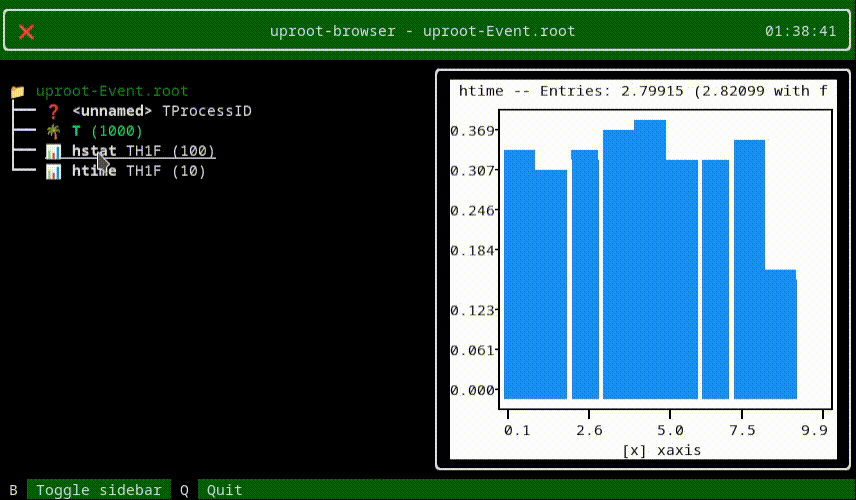 uproot-browser - uproot-Event.root 01:38:41
uproot-Event.root
<unnamed> TProcessID
T (1000)
hstat TH1F (100)
htime TH1F (10)
htime -- Entries: 2.79915 (2.82099 with f
0.369
0.307
0.246
0.184
0.123
0.061
0.000
0.1 2.6 5.0 7.5 9.9
[x] xaxis
B Toggle sidebar Q Quit